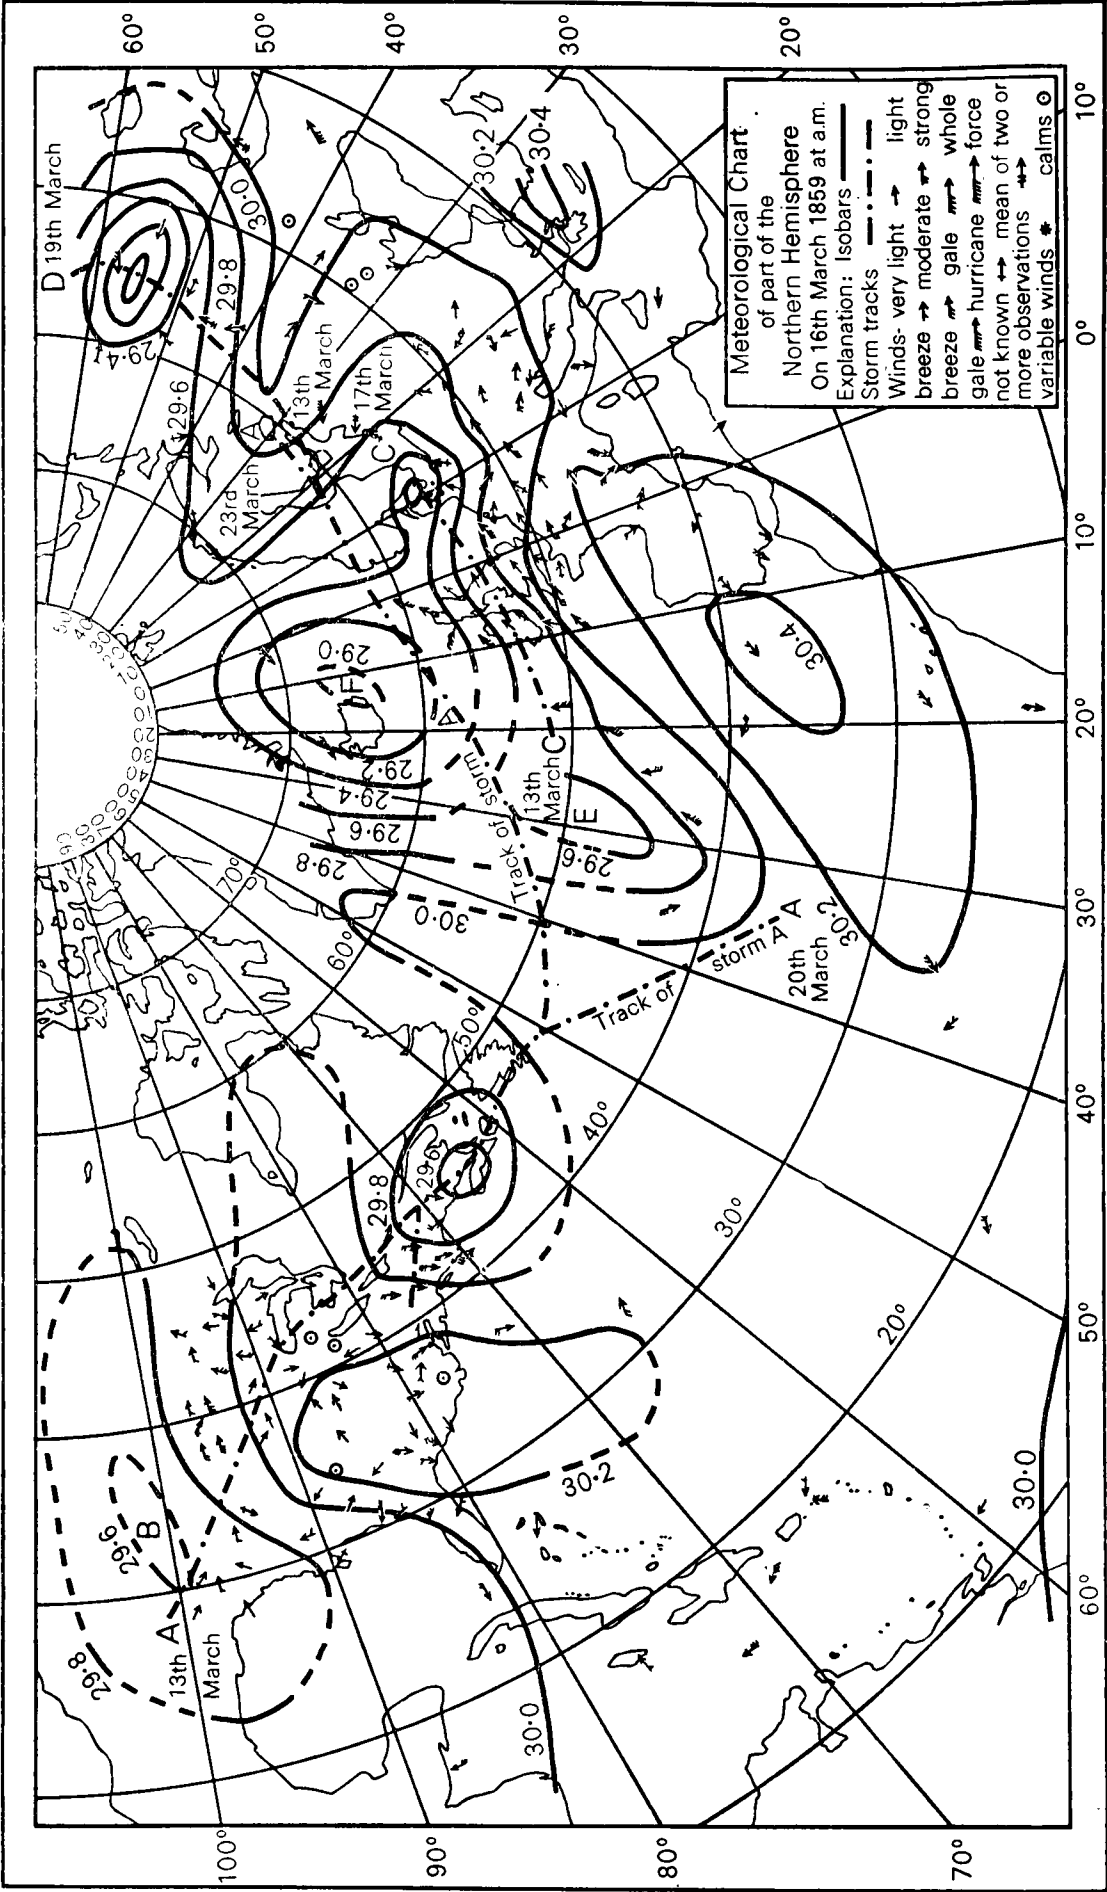 Meteorological Chart
of part of the
Northern Hemisphere
On 16th March 1859 at a.m.
Explanation: Isobars
Storm tracks
Winds- very light → light
breeze → moderate → strong
breeze → gale → whole
gale → hurricane → force
not known ↔ mean of two or
more observations
variable winds calms ⊙
60°
50°
40°
30°
20°
10°
0°
10°
20°
30°
40°
50°
60°
100°
90°
80°
70°
D 19th March
29·4
29·6
29·8
30·0
30·2
30·4
A
13th
March
17th
March
C
23rd
March
29·0
F
29·2
29·4
29·6
29·8
30·0
A
Track of storm
13th
March C
E
29·6
30·4
30·2
20th
March
A
Track of storm A
70°
60°
50°
40°
30°
20°
29·8
29·6
30·2
30·0
30·0
29·8
29·6
B
13th A
March